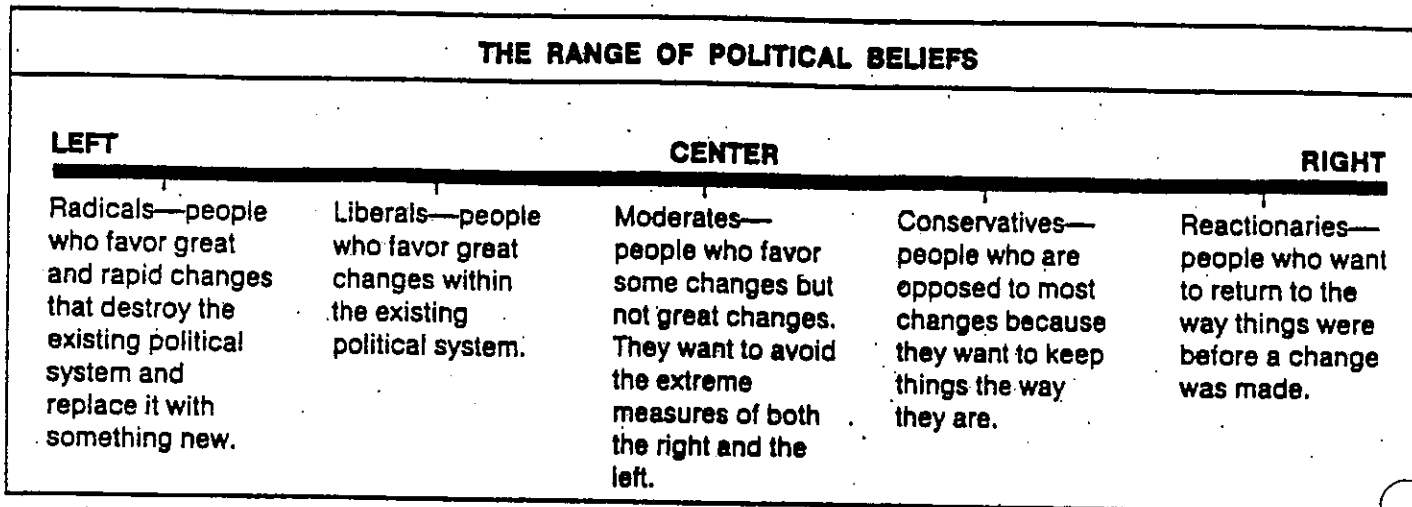 THE RANGE OF POLITICAL BELIEFS
LEFT
CENTER
RIGHT
Radicals—people
who favor great
and rapid changes
that destroy the
existing political
system and
replace it with
something new.
Liberals—people
who favor great
changes within
the existing
political system.
Moderates—
people who favor
some changes but
not great changes.
They want to avoid
the extreme
measures of both
the right and the
left.
Conservatives—
people who are
opposed to most
changes because
they want to keep
things the way
they are.
Reactionaries—
people who want
to return to the
way things were
before a change
was made.